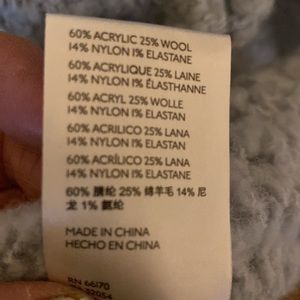 60% ACRYLIC 25% WOOL
14% NYLON 1% ELASTANE
60% ACRYLIQUE 25% LAINE
14% NYLON 1% ÉLASTHANNE
60% ACRYL 25% WOLLE
14% NYLON 1% ELASTAN
60% ACRILICO 25% LANA
14% NYLON 1% ELASTAN
60% ACRÍLICO 25% LANA
14% NYLON 1% ELASTANE
60% 腈纶 25% 绵羊毛 14% 尼
龙 1% 氨纶
MADE IN CHINA
HECHO EN CHINA
RN 66170